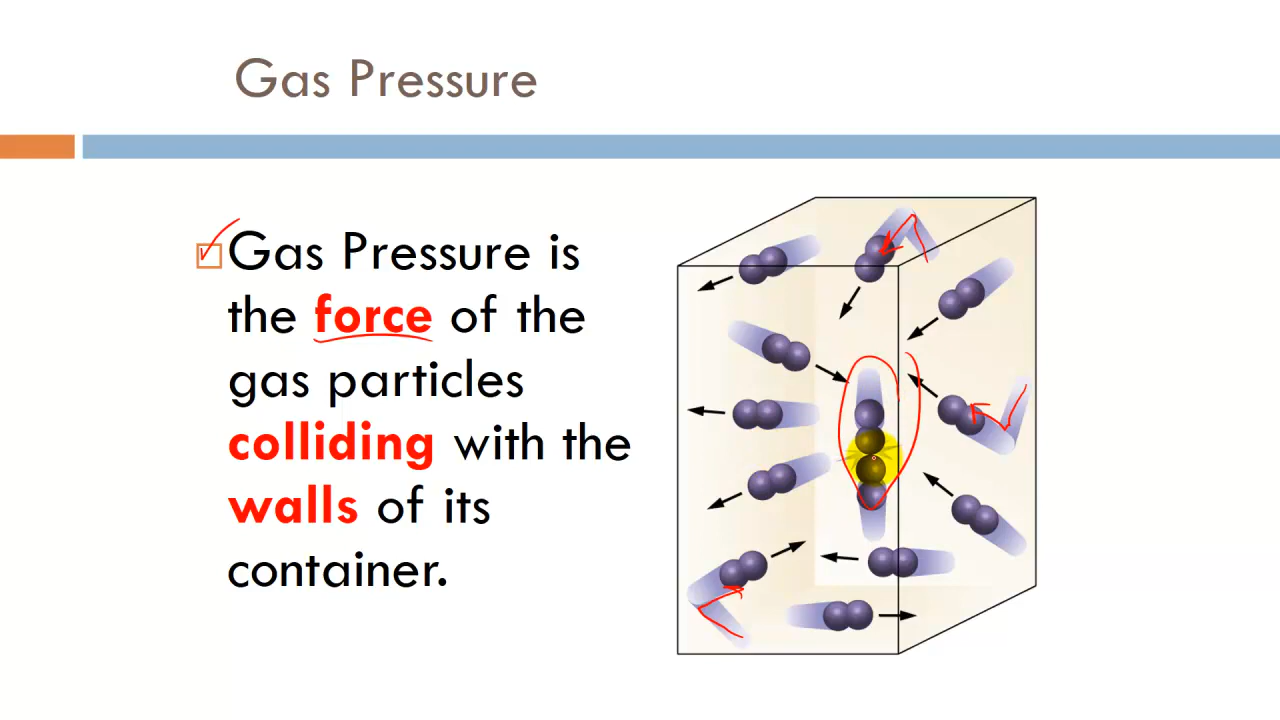 Gas Pressure
Gas Pressure is
the force of the
gas particles
colliding with the
walls of its
container.